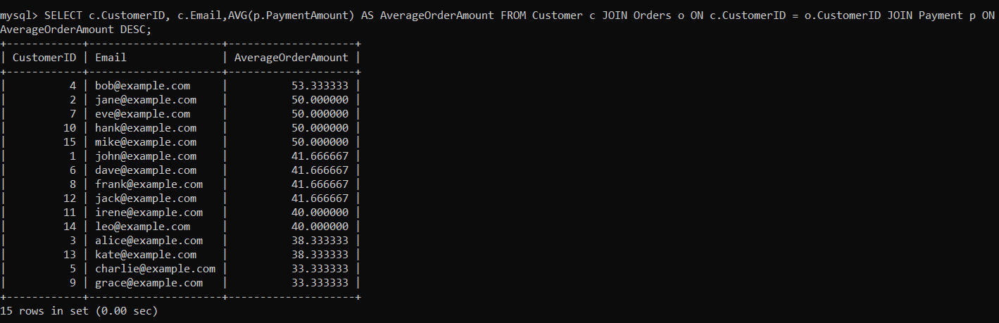 mysql> SELECT c.CustomerID, c.Email,AVG(p.PaymentAmount) AS AverageOrderAmount FROM Customer c JOIN Orders o ON c.CustomerID = o.CustomerID JOIN Payment p ON
AverageOrderAmount DESC;
+------------+---------------------+--------------------+
| CustomerID | Email               | AverageOrderAmount |
+------------+---------------------+--------------------+
|          4 | bob@example.com     |          53.333333 |
|          2 | jane@example.com    |          50.000000 |
|          7 | eve@example.com     |          50.000000 |
|         10 | hank@example.com    |          50.000000 |
|         15 | mike@example.com    |          50.000000 |
|          1 | john@example.com    |          41.666667 |
|          6 | dave@example.com    |          41.666667 |
|          8 | frank@example.com   |          41.666667 |
|         12 | jack@example.com    |          41.666667 |
|         11 | irene@example.com   |          40.000000 |
|         14 | leo@example.com     |          40.000000 |
|          3 | alice@example.com   |          38.333333 |
|         13 | kate@example.com    |          38.333333 |
|          5 | charlie@example.com |          33.333333 |
|          9 | grace@example.com   |          33.333333 |
+------------+---------------------+--------------------+
15 rows in set (0.00 sec)